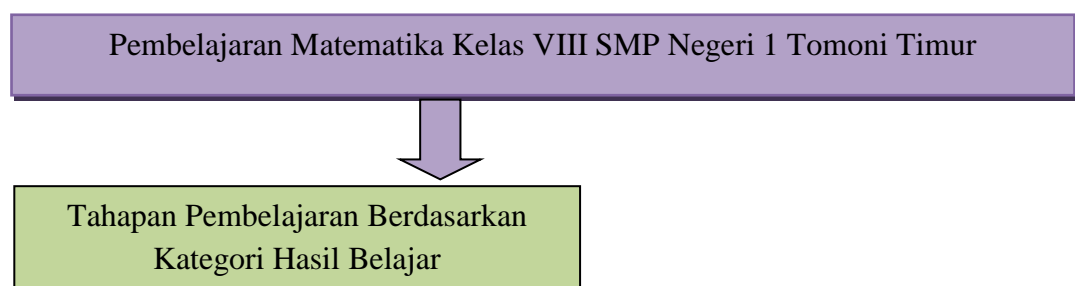 Pembelajaran Matematika Kelas VIII SMP Negeri 1 Tomoni Timur
Tahapan Pembelajaran Berdasarkan
Kategori Hasil Belajar